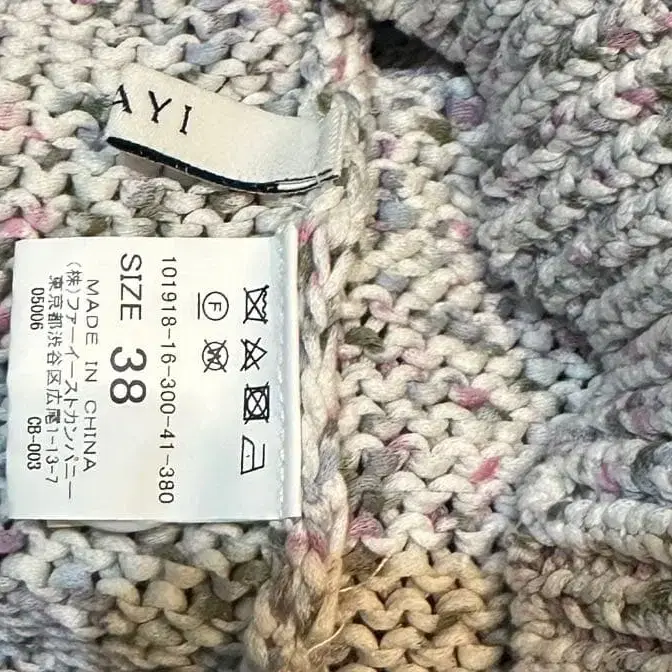 AYI
F
W
101918-16-300-41-380
SIZE 38
MADE IN CHINA
(株)ファーイーストカンパニー
東京都渋谷区広尾1-13-7
05006 CB-003